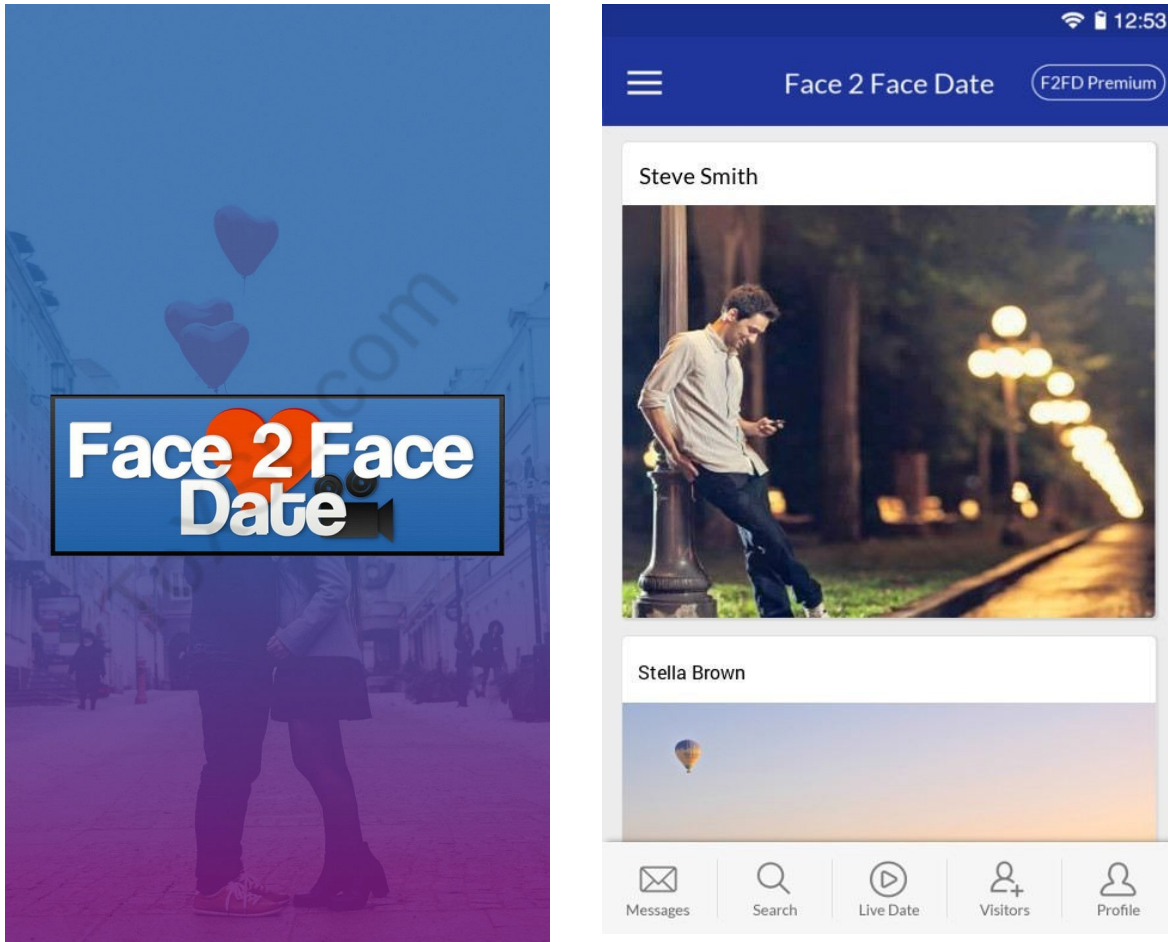 Face 2 Face
Date
12:53
Face 2 Face Date
F2FD Premium
Steve Smith
Stella Brown
Messages
Search
Live Date
Visitors
Profile